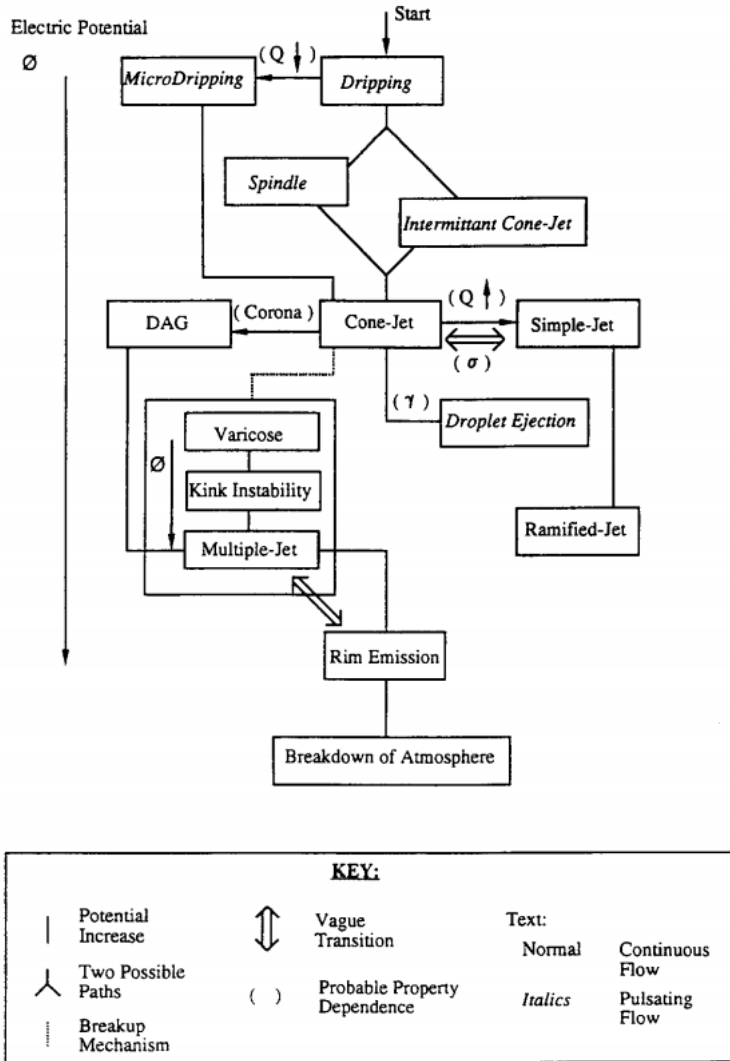 Start
Electric Potential
Ø
( Q ↓ )
MicroDripping
Dripping
Spindle
Intermittant Cone-Jet
( Q ↑ )
DAG
( Corona )
Cone-Jet
Simple-Jet
( σ )
( γ )
Droplet Ejection
Varicose
Ø
Kink Instability
Multiple-Jet
Ramified-Jet
Rim Emission
Breakdown of Atmosphere
KEY:
Potential
Increase
Two Possible
Paths
Breakup
Mechanism
Vague
Transition
( )
Probable Property
Dependence
Text:
Normal
Continuous
Flow
Italics
Pulsating
Flow